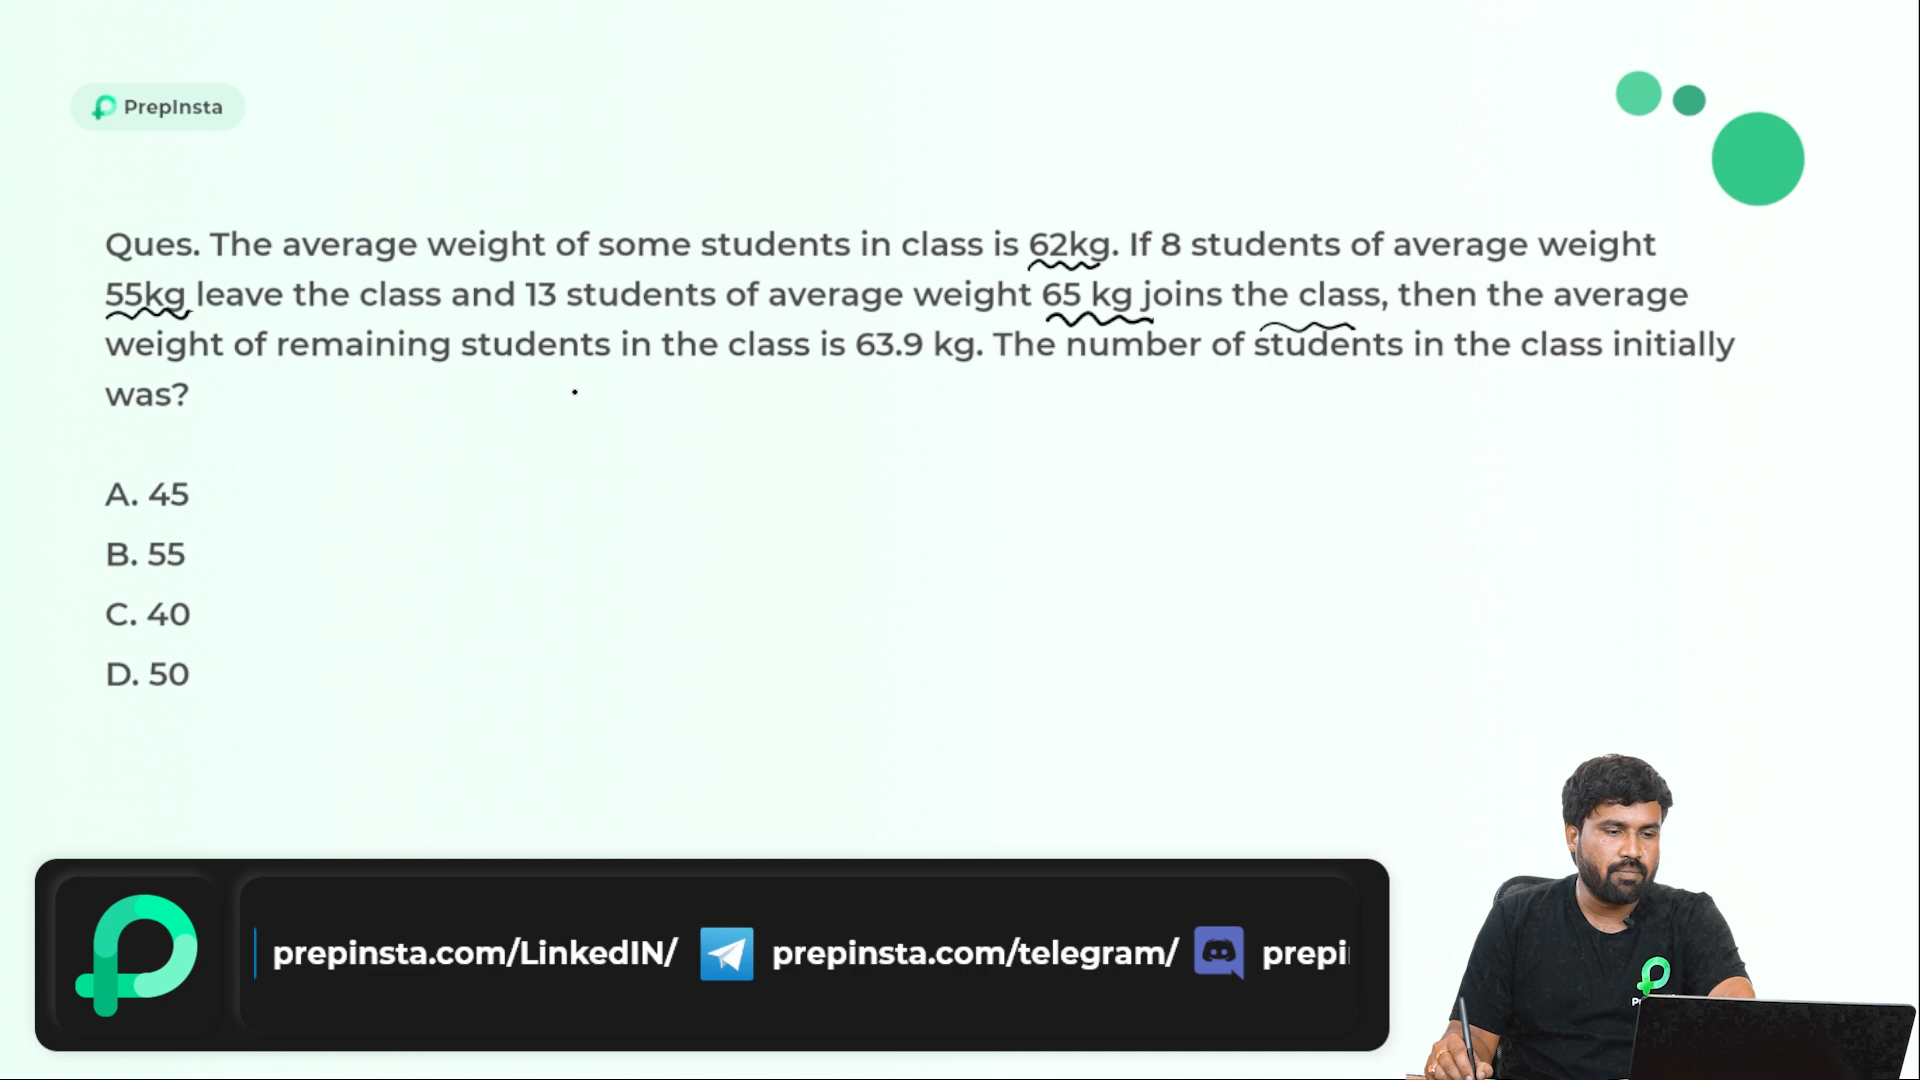 PrepInsta
Ques. The average weight of some students in class is 62kg. If 8 students of average weight
55kg leave the class and 13 students of average weight 65 kg joins the class, then the average
weight of remaining students in the class is 63.9 kg. The number of students in the class initially
was?
A. 45
B. 55
C. 40
D. 50
prepinsta.com/LinkedIN/ prepinsta.com/telegram/ prepi